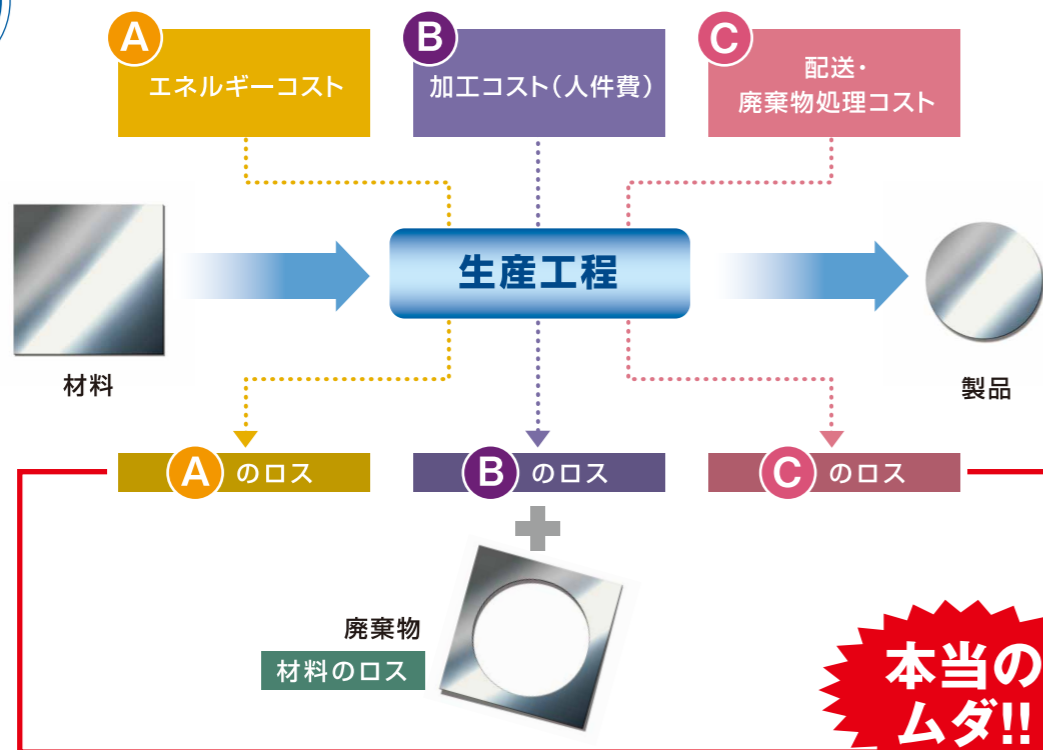 A
エネルギーコスト
B
加工コスト(人件費)
C
配送・
廃棄物処理コスト
生産工程
材料
製品
A のロス
B のロス
C のロス
廃棄物
材料のロス
本当の
ムダ!!